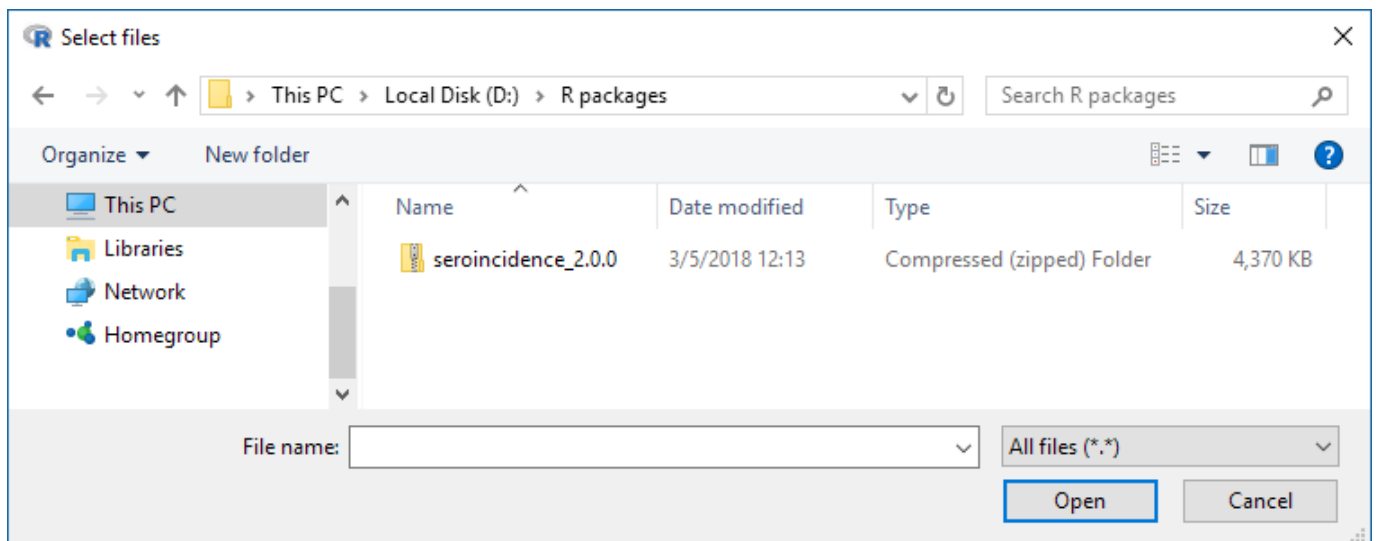 Select files
This PC > Local Disk (D:) > R packages
Search R packages
Organize New folder
?
This PC
Libraries
Network
Homegroup
Name Date modified Type Size
seroincidence_2.0.0 3/5/2018 12:13 Compressed (zipped) Folder 4,370 KB
File name: All files (*.*)
Open Cancel